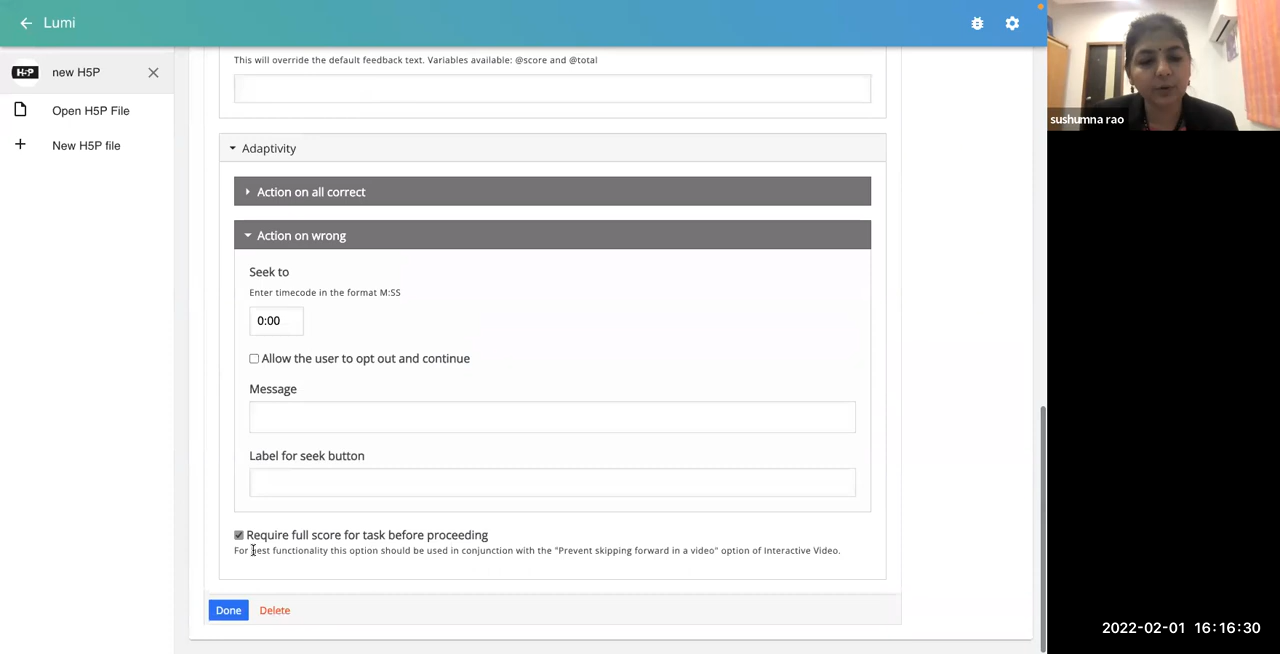 Lumi
H5P new H5P
Open H5P File
New H5P file
This will override the default feedback text. Variables available: @score and @total
Adaptivity
Action on all correct
Action on wrong
Seek to
Enter timecode in the format M:SS
0:00
Allow the user to opt out and continue
Message
Label for seek button
Require full score for task before proceeding
For best functionality this option should be used in conjunction with the "Prevent skipping forward in a video" option of Interactive Video.
Done Delete
sushumna rao
2022-02-01 16:16:30